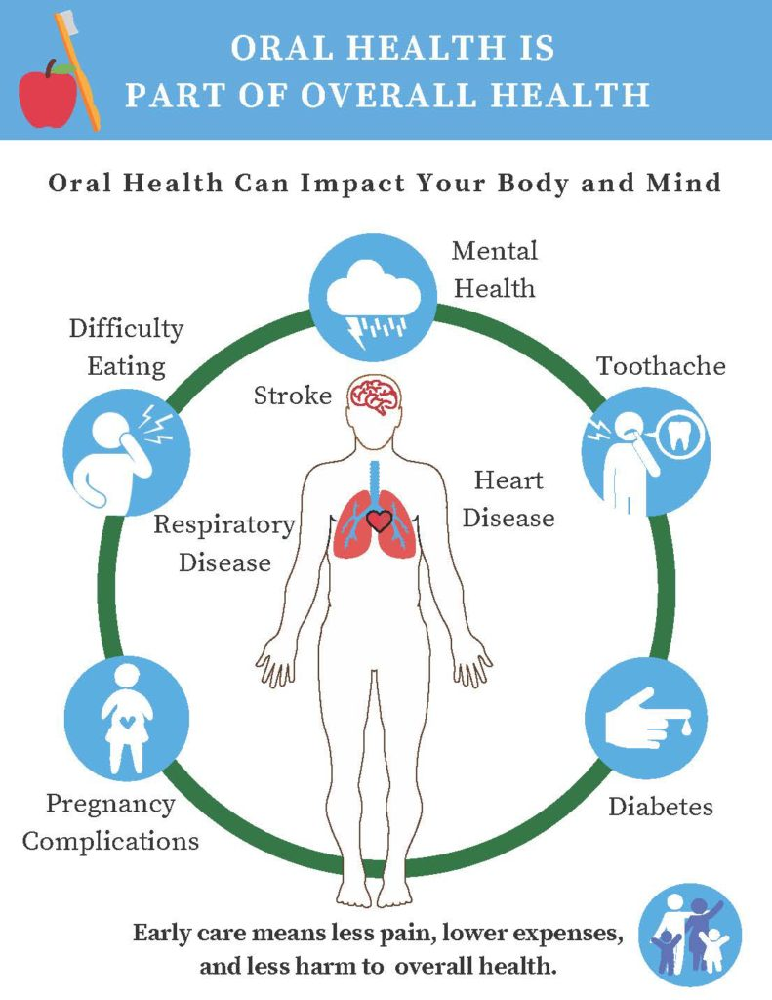 ORAL HEALTH IS
PART OF OVERALL HEALTH
Oral Health Can Impact Your Body and Mind
Mental
Health
Difficulty
Eating
Toothache
Stroke
Heart
Disease
Respiratory
Disease
Pregnancy
Complications
Diabetes
Early care means less pain, lower expenses,
and less harm to overall health.